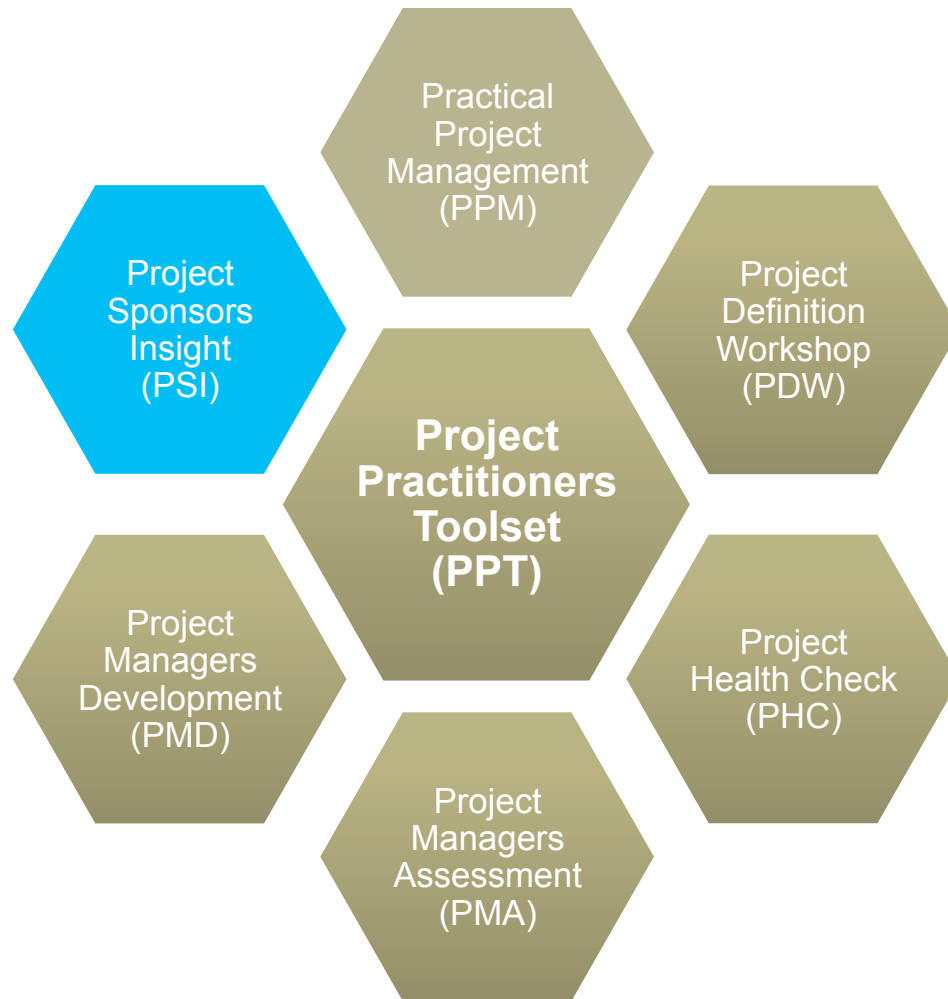 Practical
Project
Management
(PPM)
Project
Sponsors
Insight
(PSI)
Project
Definition
Workshop
(PDW)
Project
Practitioners
Toolset
(PPT)
Project
Managers
Development
(PMD)
Project
Health Check
(PHC)
Project
Managers
Assessment
(PMA)